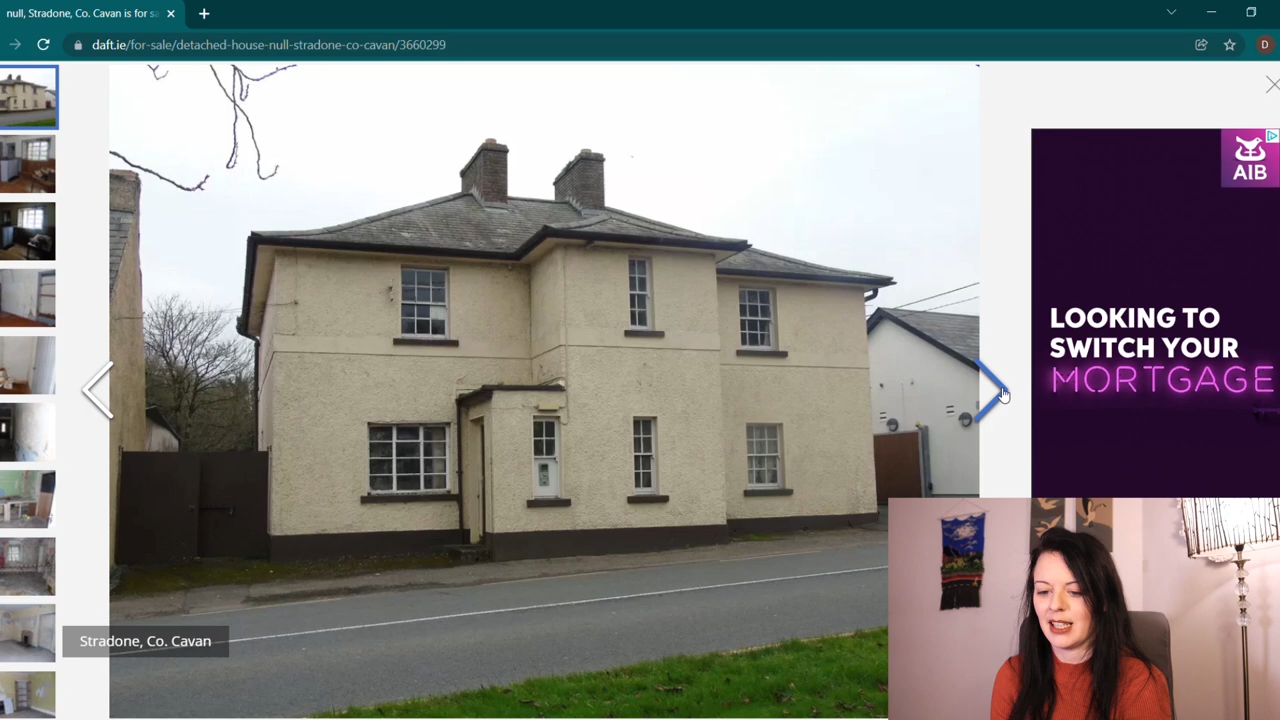 null, Stradone, Co. Cavan is for sa
daft.ie/for-sale/detached-house-null-stradone-co-cavan/3660299
D
AIB
LOOKING TO
SWITCH YOUR
MORTGAGE
Stradone, Co. Cavan